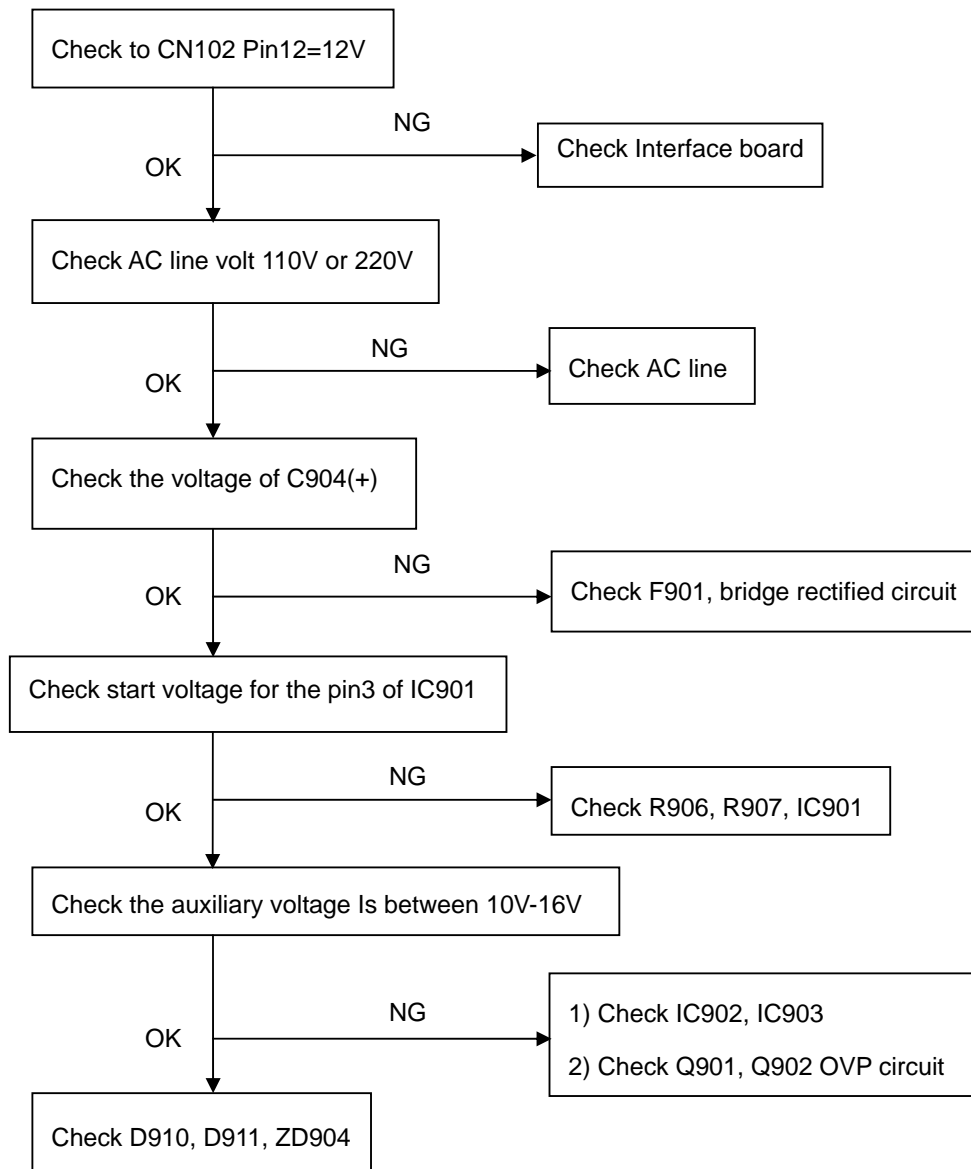 Check to CN102 Pin12=12V
NG
Check Interface board
OK
Check AC line volt 110V or 220V
NG
Check AC line
OK
Check the voltage of C904(+)
NG
Check F901, bridge rectified circuit
OK
Check start voltage for the pin3 of IC901
NG
Check R906, R907, IC901
OK
Check the auxiliary voltage Is between 10V-16V
NG
1) Check IC902, IC903
2) Check Q901, Q902 OVP circuit
OK
Check D910, D911, ZD904